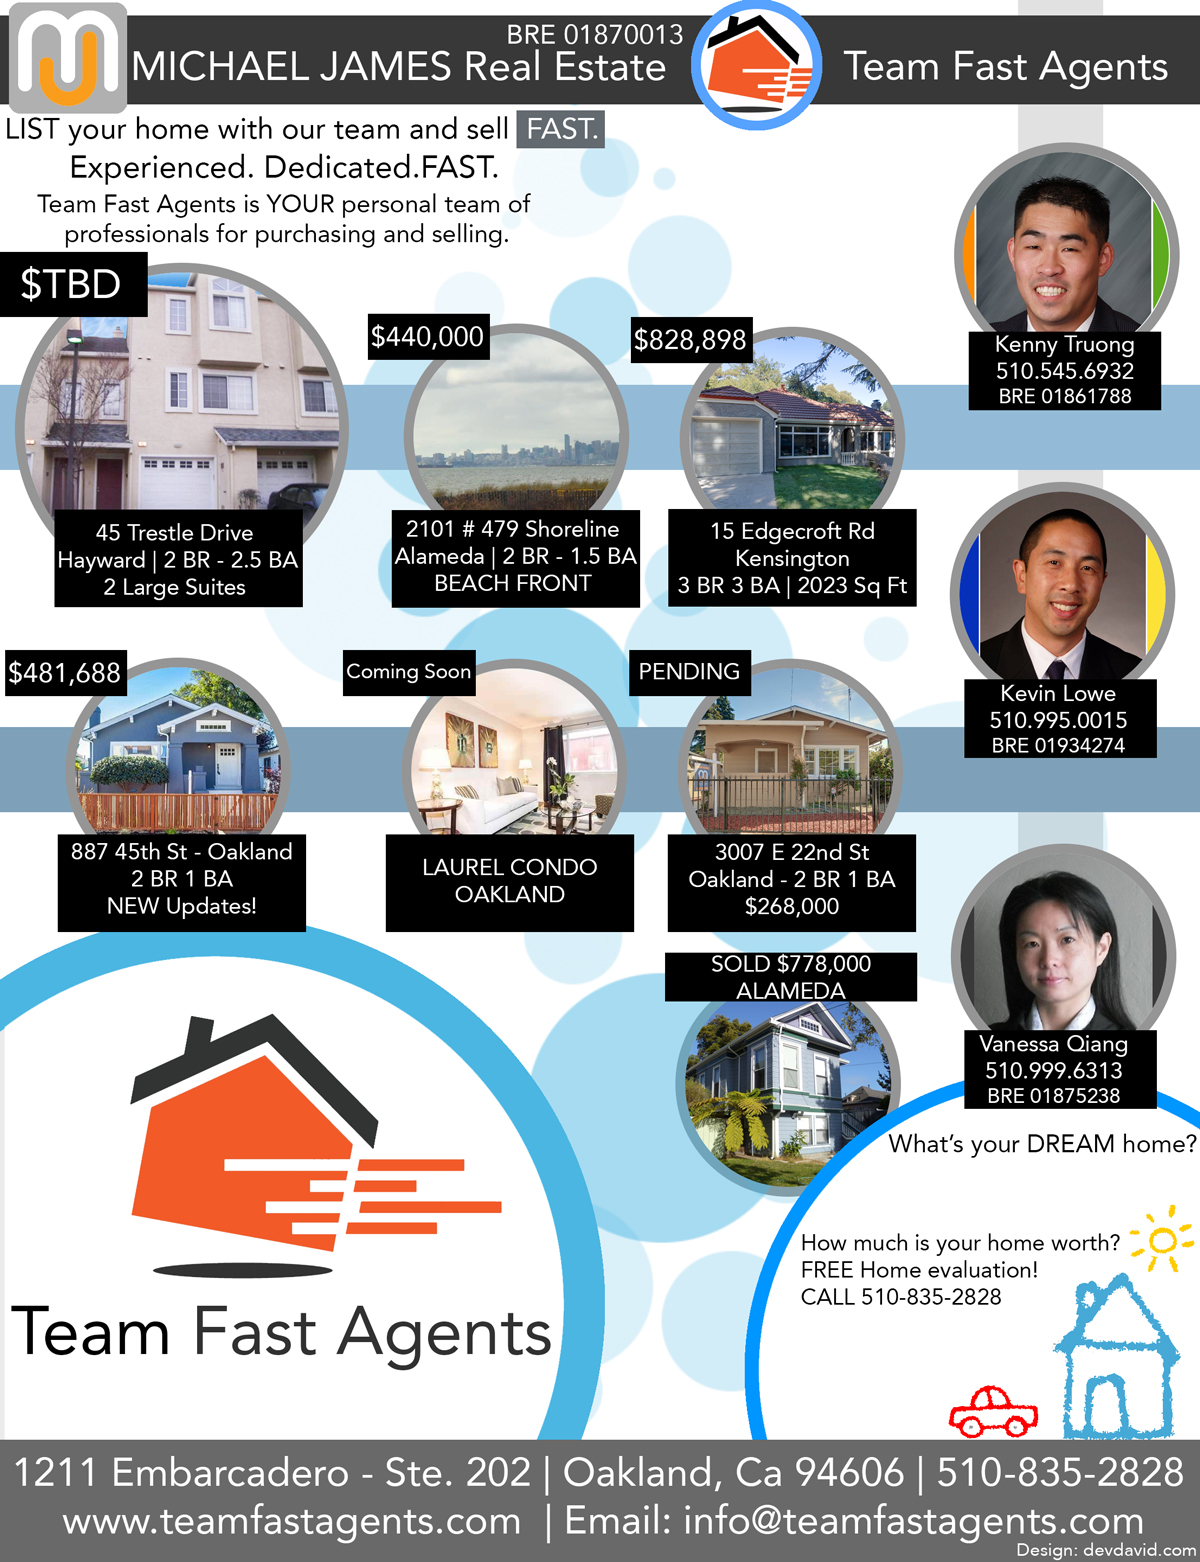 BRE 01870013
MICHAEL JAMES Real Estate
Team Fast Agents
LIST your home with our team and sell FAST.
Experienced. Dedicated.FAST.
Team Fast Agents is YOUR personal team of
professionals for purchasing and selling.
$TBD
45 Trestle Drive
Hayward | 2 BR - 2.5 BA
2 Large Suites
$440,000
2101 # 479 Shoreline
Alameda | 2 BR - 1.5 BA
BEACH FRONT
$828,898
15 Edgecroft Rd
Kensington
3 BR 3 BA | 2023 Sq Ft
Kenny Truong
510.545.6932
BRE 01861788
$481,688
887 45th St - Oakland
2 BR 1 BA
NEW Updates!
Coming Soon
LAUREL CONDO
OAKLAND
PENDING
3007 E 22nd St
Oakland - 2 BR 1 BA
$268,000
Kevin Lowe
510.995.0015
BRE 01934274
SOLD $778,000
ALAMEDA
Vanessa Qiang
510.999.6313
BRE 01875238
Team Fast Agents
What's your DREAM home?
How much is your home worth?
FREE Home evaluation!
CALL 510-835-2828
1211 Embarcadero - Ste. 202 | Oakland, Ca 94606 | 510-835-2828
www.teamfastagents.com | Email: info@teamfastagents.com
Design: devdavid.com